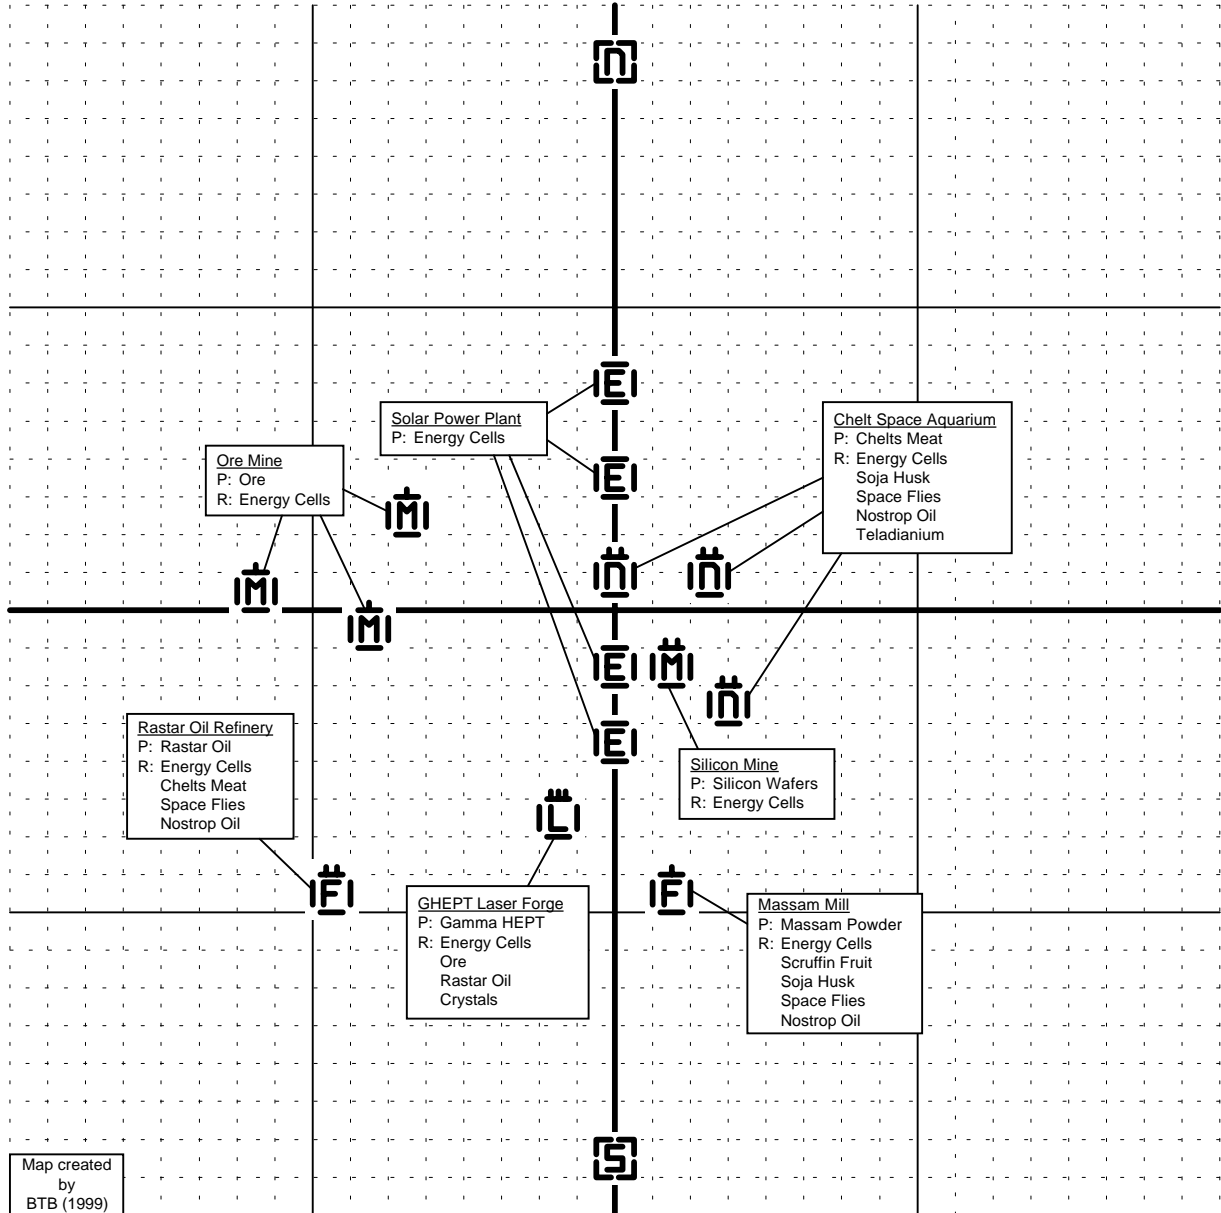 n
E
Solar Power Plant
P: Energy Cells
Chelt Space Aquarium
P: Chelts Meat
R: Energy Cells
Soja Husk
Space Flies
Nostrop Oil
Teladianium
Ore Mine
P: Ore
R: Energy Cells
E
M
n
n
M
M
E
M
n
Rastar Oil Refinery
P: Rastar Oil
R: Energy Cells
Chelts Meat
Space Flies
Nostrop Oil
E
Silicon Mine
P: Silicon Wafers
R: Energy Cells
L
F
F
GHEPT Laser Forge
P: Gamma HEPT
R: Energy Cells
Ore
Rastar Oil
Crystals
Massam Mill
P: Massam Powder
R: Energy Cells
Scruffin Fruit
Soja Husk
Space Flies
Nostrop Oil
S
Map created
by
BTB (1999)